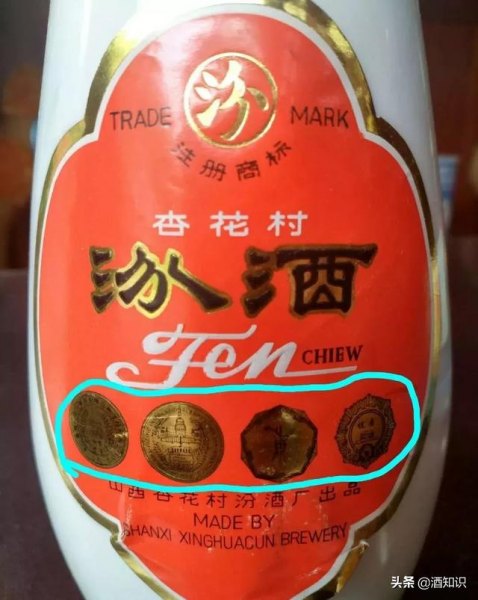 汾
TRADE MARK
注册商标
杏花村
汾酒
Fen CHIEW
山西杏花村汾酒厂出品
MADE BY
SHANXI XINGHUACUN BREWERY
头条 @酒知识